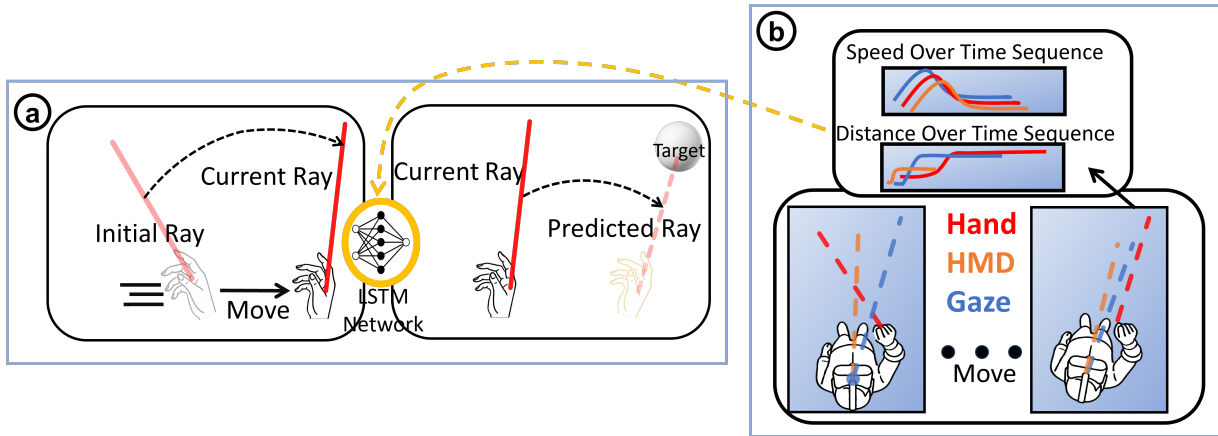 a
Initial Ray
Current Ray
Move
LSTM
Network
Current Ray
Target
Predicted Ray
b
Speed Over Time Sequence
Distance Over Time Sequence
Hand
HMD
Gaze
Move